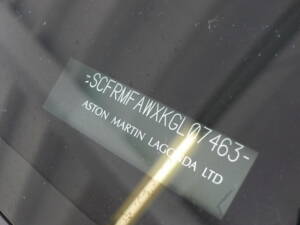 -SCFRMFAWXKGL07463-
ASTON MARTIN LAGONDA LTD